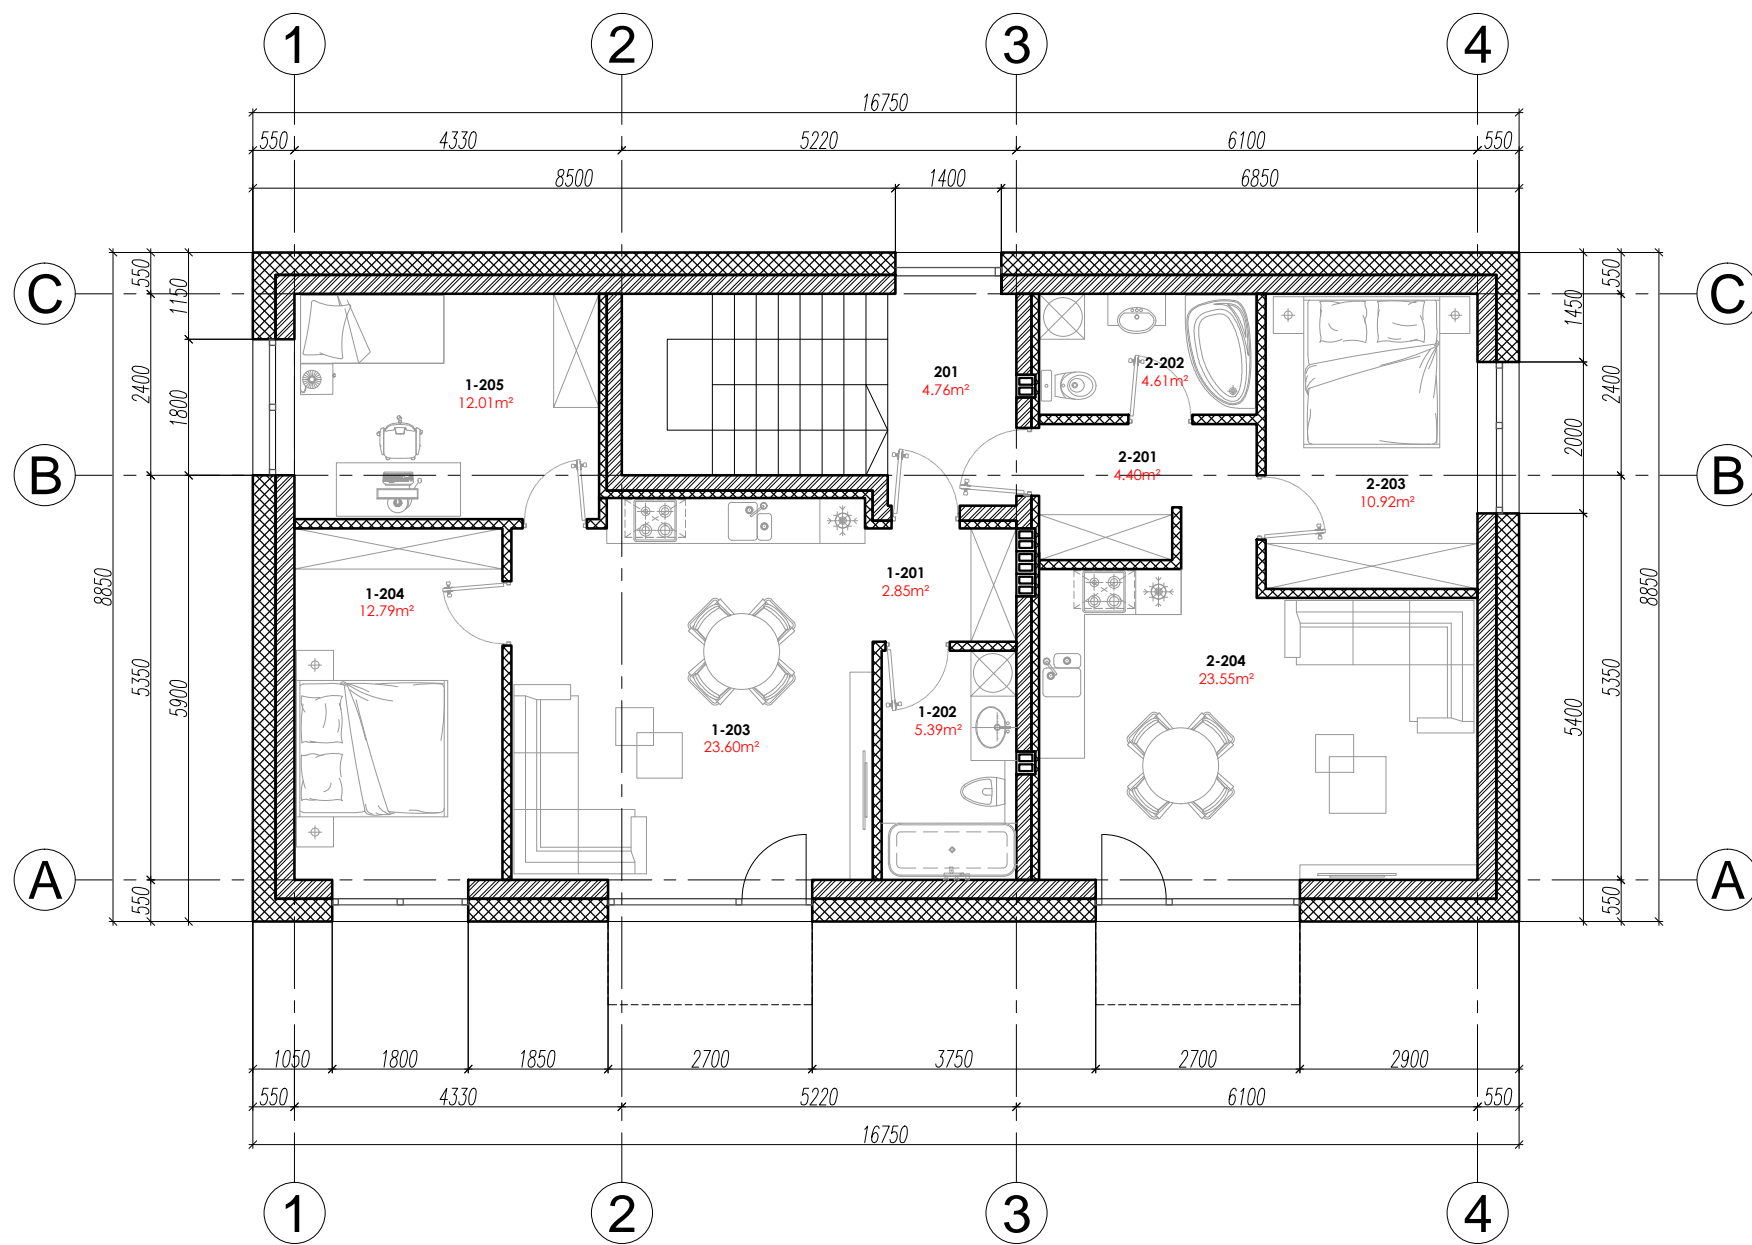 1 2 3 4
16750
550 4330 5220 6100 550
8500 1400 6850
C 550 1150 1450 550 C
2400 1800 2000 2400
B B
8850 5350 5900 5400 5350 8850
A 550 550 A
1-205
12.01m²
201
4.76m²
2-202
4.61m²
2-201
4.40m²
2-203
10.92m²
1-204
12.79m²
1-201
2.85m²
2-204
23.55m²
1-202
5.39m²
1-203
23.60m²
1050 1800 1850 2700 3750 2700 2900
550 4330 5220 6100 550
16750
1 2 3 4